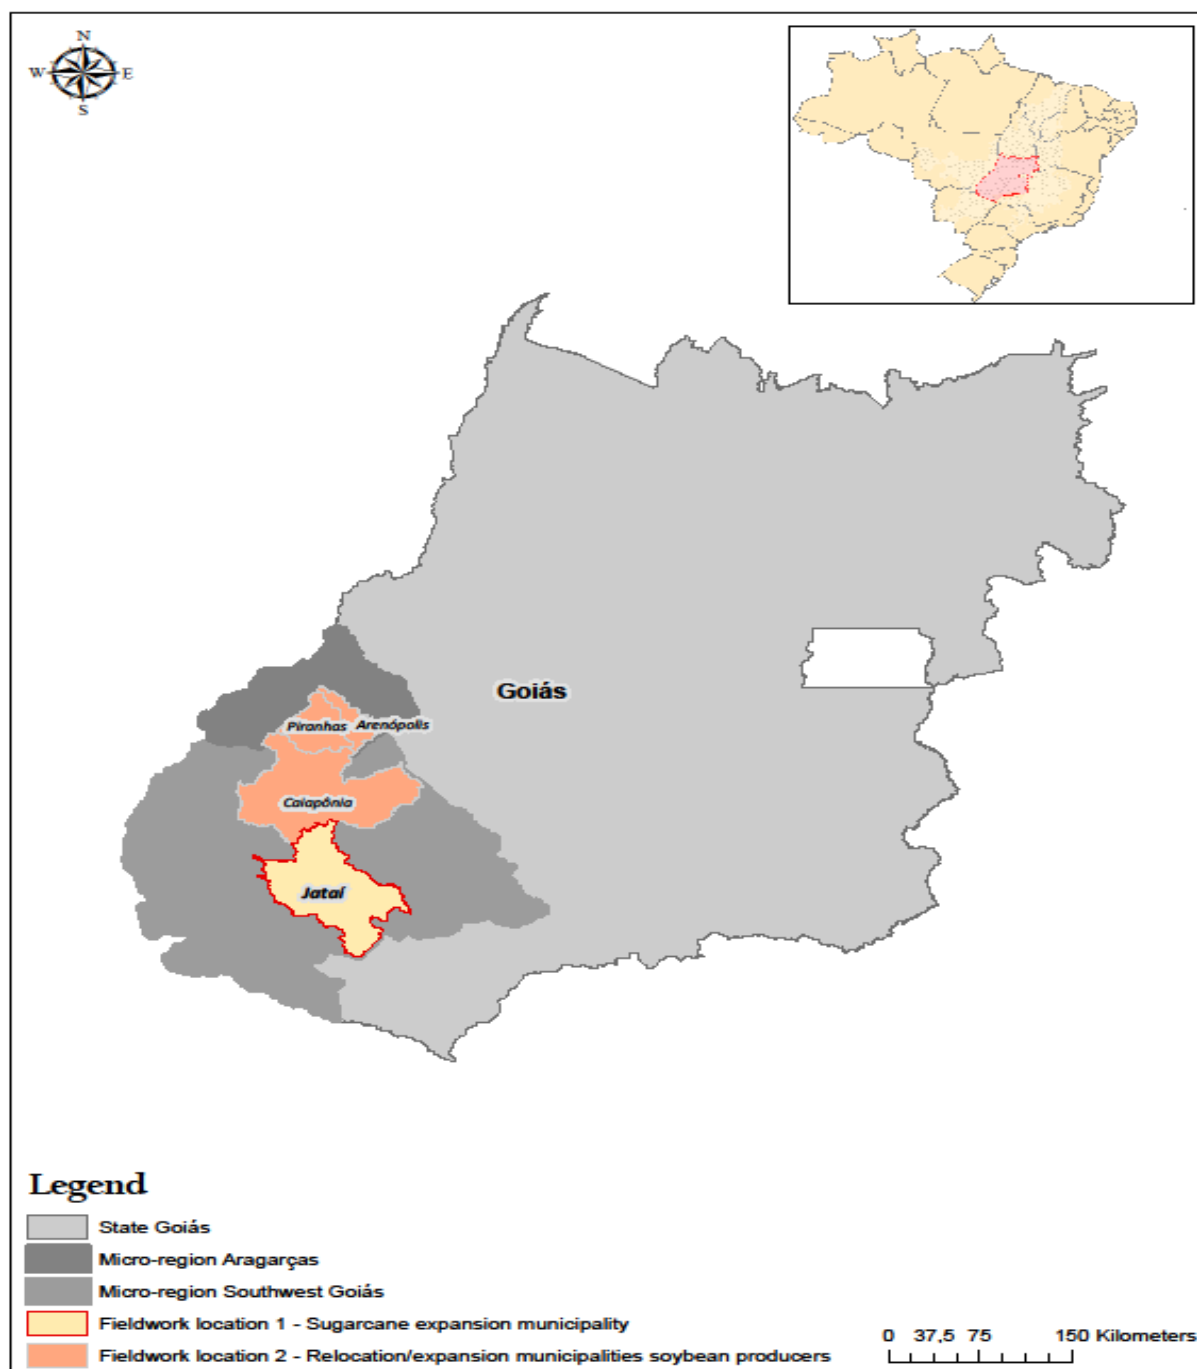 N
W E
S
Goiás
Piranhas Arenópolis
Caiapônia
Jataí
Legend
State Goiás
Micro-region Aragarças
Micro-region Southwest Goiás
Fieldwork location 1 - Sugarcane expansion municipality
Fieldwork location 2 - Relocation/expansion municipalities soybean producers
0 37,5 75 150 Kilometers